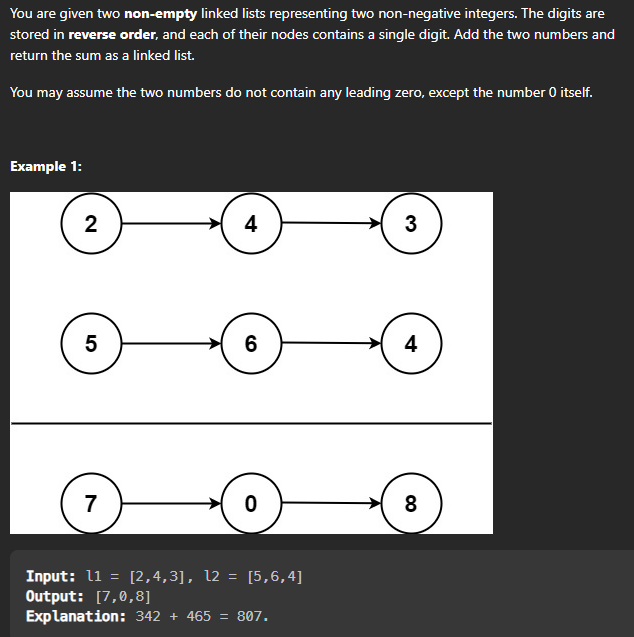 You are given two non-empty linked lists representing two non-negative integers. The digits are
stored in reverse order, and each of their nodes contains a single digit. Add the two numbers and
return the sum as a linked list.
You may assume the two numbers do not contain any leading zero, except the number 0 itself.
Example 1:
2 4 3
5 6 4
7 0 8
Input: l1 = [2,4,3], l2 = [5,6,4]
Output: [7,0,8]
Explanation: 342 + 465 = 807.